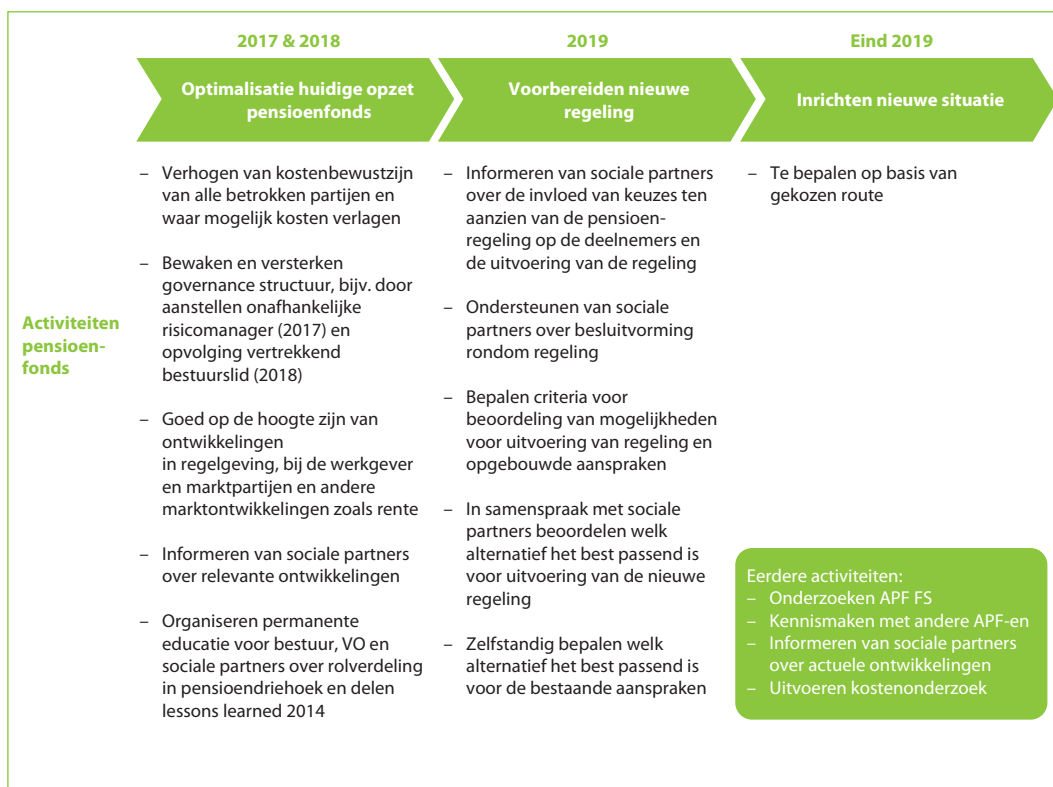 2017 & 2018
Optimalisatie huidige opzet
pensioenfonds
2019
Voorbereiden nieuwe
regeling
Eind 2019
Inrichten nieuwe situatie
Activiteiten
pensioen-
fonds
– Verhogen van kostenbewustzijn
van alle betrokken partijen en
waar mogelijk kosten verlagen
– Bewaken en versterken
governance structuur, bijv. door
aanstellen onafhankelijke
risicomanager (2017) en
opvolging vertrekkend
bestuurslid (2018)
– Goed op de hoogte zijn van
ontwikkelingen
in regelgeving, bij de werkgever
en marktpartijen en andere
marktontwikkelingen zoals rente
– Informeren van sociale partners
over relevante ontwikkelingen
– Organiseren permanente
educatie voor bestuur, VO en
sociale partners over rolverdeling
in pensioendriehoek en delen
lessons learned 2014
– Informeren van sociale partners
over de invloed van keuzes ten
aanzien van de pensioen-
regeling op de deelnemers en
de uitvoering van de regeling
– Ondersteunen van sociale
partners over besluitvorming
rondom regeling
– Bepalen criteria voor
beoordeling van mogelijkheden
voor uitvoering van regeling en
opgebouwde aanspraken
– In samenspraak met sociale
partners beoordelen welk
alternatief het best passend is
voor uitvoering van de nieuwe
regeling
– Zelfstandig bepalen welk
alternatief het best passend is
voor de bestaande aanspraken
– Te bepalen op basis van
gekozen route
Eerdere activiteiten:
– Onderzoeken APF FS
– Kennismaken met andere APF-en
– Informeren van sociale partners
over actuele ontwikkelingen
– Uitvoeren kostenonderzoek